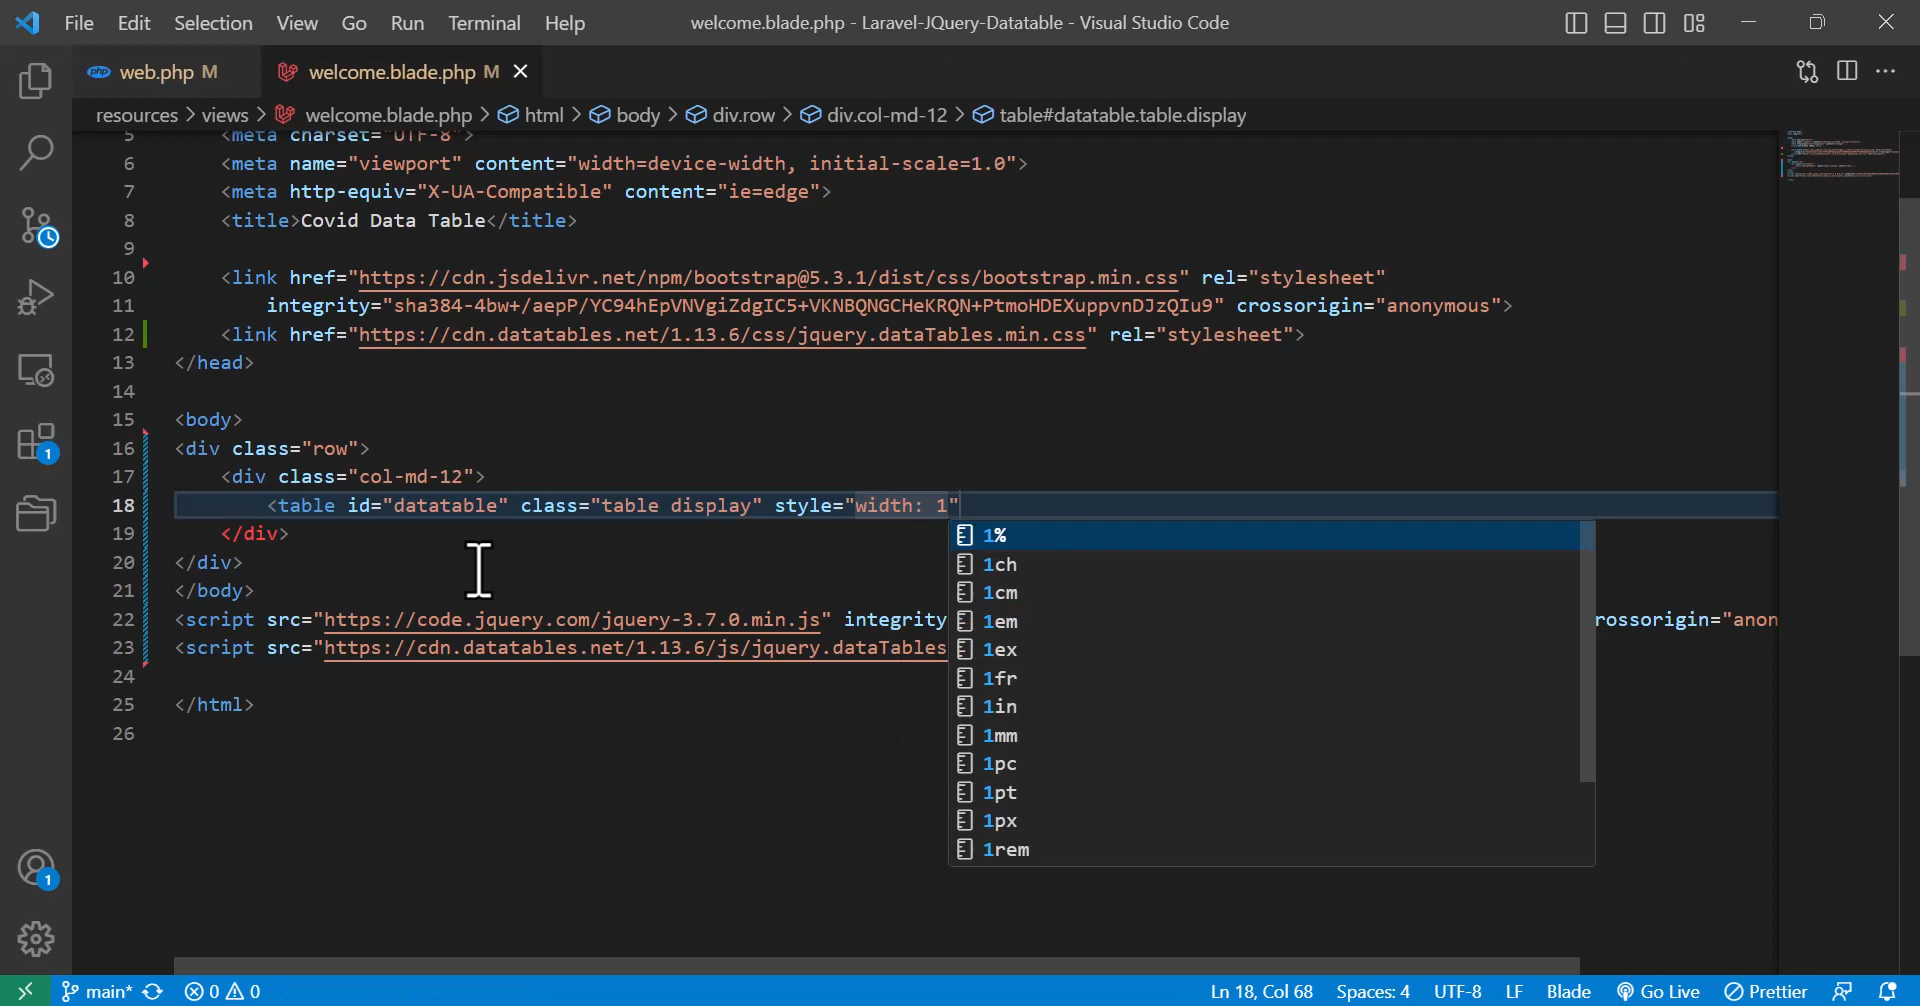 File Edit Selection View Go Run Terminal Help welcome.blade.php - Laravel-JQuery-Datatable - Visual Studio Code
php web.php M welcome.blade.php M
resources > views > welcome.blade.php > html > body > div.row > div.col-md-12 > table#datatable.table.display
5 <meta charset="UTF-8">
6 <meta name="viewport" content="width=device-width, initial-scale=1.0">
7 <meta http-equiv="X-UA-Compatible" content="ie=edge">
8 <title>Covid Data Table</title>
9
10 <link href="https://cdn.jsdelivr.net/npm/bootstrap@5.3.1/dist/css/bootstrap.min.css" rel="stylesheet"
11 integrity="sha384-4bw+/aepP/YC94hEpVNVgiZdgIC5+VKNBQNGCHeKRQN+PtmoHDEXuppvnDJzQIu9" crossorigin="anonymous">
12 <link href="https://cdn.datatables.net/1.13.6/css/jquery.dataTables.min.css" rel="stylesheet">
13 </head>
14
15 <body>
16 <div class="row">
17 <div class="col-md-12">
18 <table id="datatable" class="table display" style="width: 1"
19 </div>
20 </div>
21 </body>
22 <script src="https://code.jquery.com/jquery-3.7.0.min.js" integrity rossorigin="anon
23 <script src="https://cdn.datatables.net/1.13.6/js/jquery.dataTables
24
25 </html>
26
1%
1ch
1cm
1em
1ex
1fr
1in
1mm
1pc
1pt
1px
1rem
1
1
main* 0 0 Ln 18, Col 68 Spaces: 4 UTF-8 LF Blade Go Live Prettier